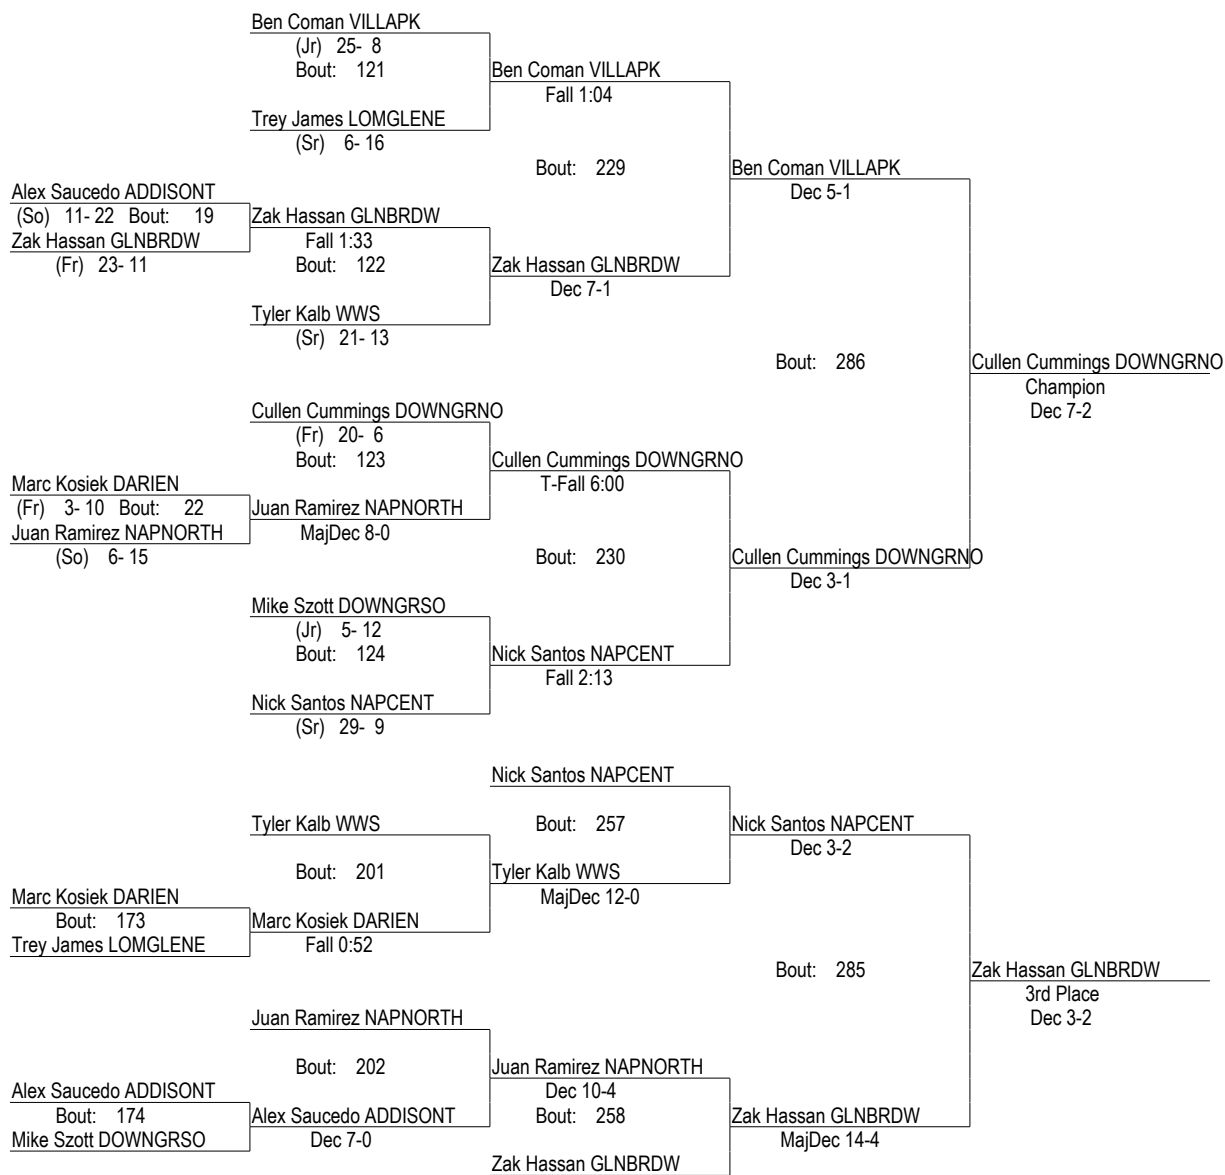 Ben Coman VILLAPK
(Jr) 25- 8
Bout: 121
Ben Coman VILLAPK
Fall 1:04
Trey James LOMGLENE
(Sr) 6- 16
Bout: 229
Ben Coman VILLAPK
Dec 5-1
Alex Saucedo ADDISONT
(So) 11- 22 Bout: 19
Zak Hassan GLNBRDW
Zak Hassan GLNBRDW
Fall 1:33
(Fr) 23- 11
Bout: 122
Zak Hassan GLNBRDW
Dec 7-1
Tyler Kalb WWS
(Sr) 21- 13
Bout: 286
Cullen Cummings DOWNGRNO
Champion
Dec 7-2
Cullen Cummings DOWNGRNO
(Fr) 20- 6
Bout: 123
Cullen Cummings DOWNGRNO
T-Fall 6:00
Marc Kosiek DARIEN
(Fr) 3- 10 Bout: 22
Juan Ramirez NAPNORTH
Juan Ramirez NAPNORTH
MajDec 8-0
(So) 6- 15
Bout: 230
Cullen Cummings DOWNGRNO
Dec 3-1
Mike Szott DOWNGRSO
(Jr) 5- 12
Bout: 124
Nick Santos NAPCENT
Fall 2:13
Nick Santos NAPCENT
(Sr) 29- 9
Nick Santos NAPCENT
Tyler Kalb WWS
Bout: 257
Nick Santos NAPCENT
Dec 3-2
Bout: 201
Tyler Kalb WWS
MajDec 12-0
Marc Kosiek DARIEN
Bout: 173
Marc Kosiek DARIEN
Trey James LOMGLENE
Fall 0:52
Bout: 285
Zak Hassan GLNBRDW
3rd Place
Dec 3-2
Juan Ramirez NAPNORTH
Bout: 202
Juan Ramirez NAPNORTH
Dec 10-4
Alex Saucedo ADDISONT
Bout: 174
Alex Saucedo ADDISONT
Bout: 258
Zak Hassan GLNBRDW
Mike Szott DOWNGRSO
Dec 7-0
MajDec 14-4
Zak Hassan GLNBRDW